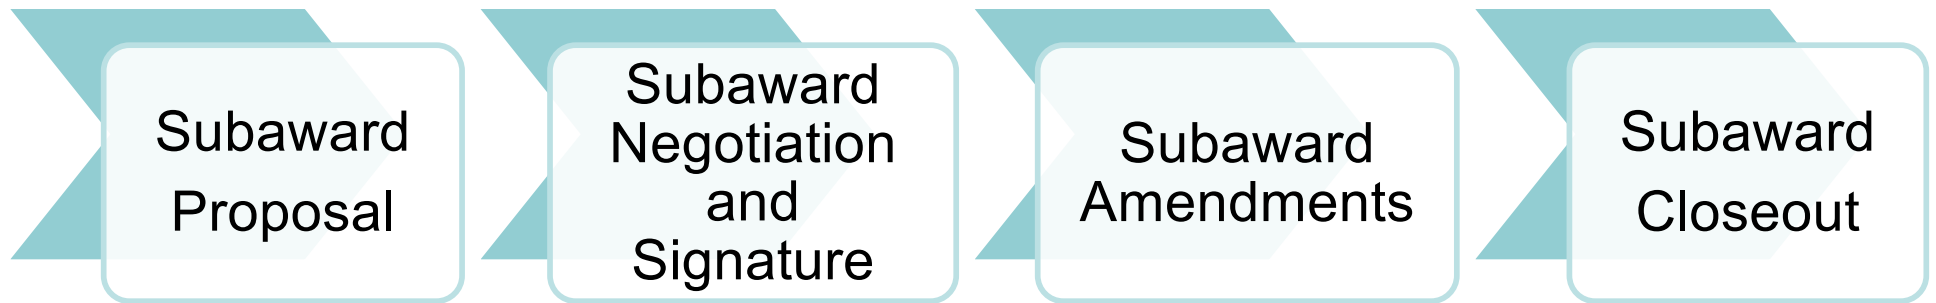 Subaward
Proposal
Subaward
Negotiation
and
Signature
Subaward
Amendments
Subaward
Closeout